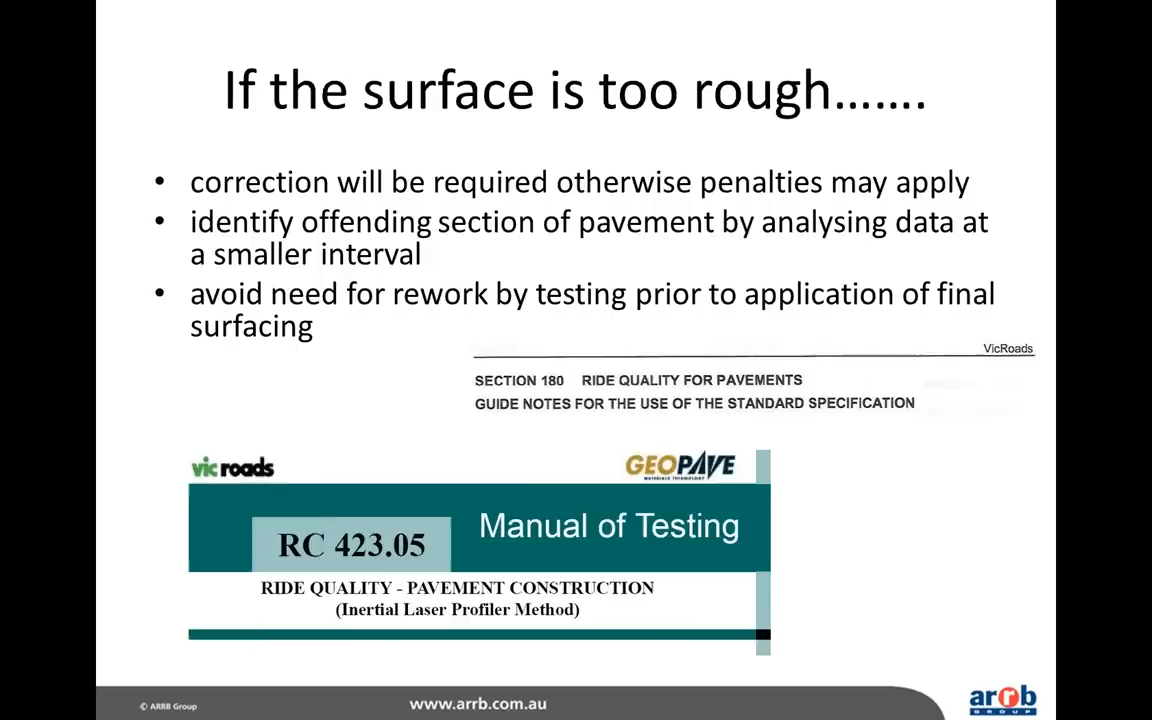 If the surface is too rough…….
• correction will be required otherwise penalties may apply
• identify offending section of pavement by analysing data at
a smaller interval
• avoid need for rework by testing prior to application of final
surfacing
VicRoads
SECTION 180 RIDE QUALITY FOR PAVEMENTS
GUIDE NOTES FOR THE USE OF THE STANDARD SPECIFICATION
vic roads
GEOPAVE
MATERIALS TECHNOLOGY
Manual of Testing
RC 423.05
RIDE QUALITY - PAVEMENT CONSTRUCTION
(Inertial Laser Profiler Method)
© ARRB Group
www.arrb.com.au
arrb
GROUP